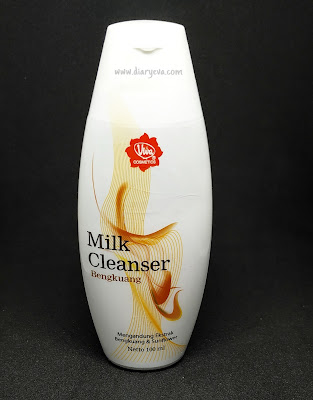 www.diaryeva.com
Viva
COSMETICS
Milk
Cleanser
Bengkuang
Mengandung Ekstrak
Bengkuang & Sunflower
Netto 100 ml